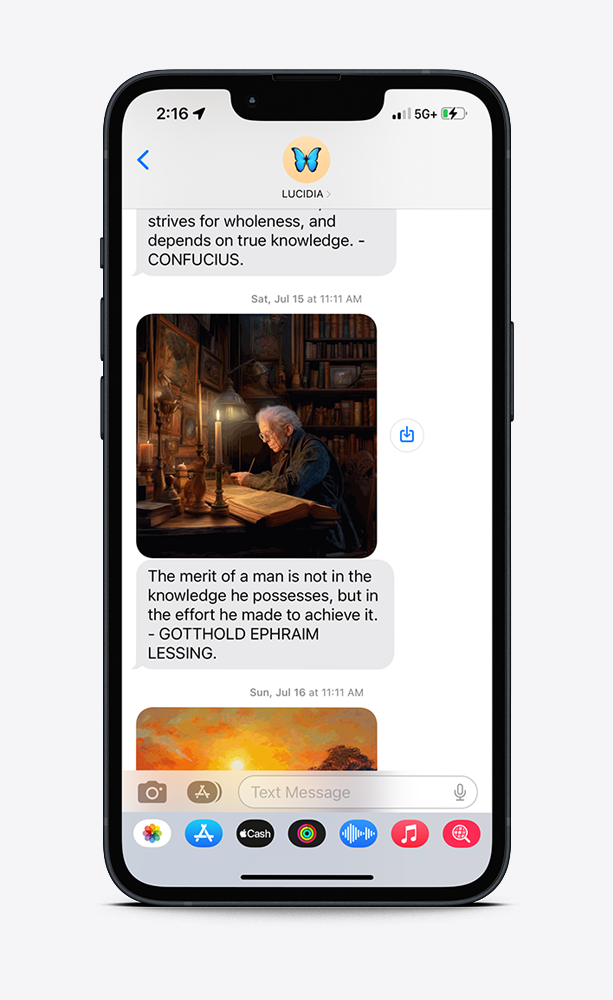 2:16
5G+
LUCIDIA
strives for wholeness, and
depends on true knowledge. -
CONFUCIUS.
Sat, Jul 15 at 11:11 AM
The merit of a man is not in the
knowledge he possesses, but in
the effort he made to achieve it.
- GOTTHOLD EPHRAIM
LESSING.
Sun, Jul 16 at 11:11 AM
Text Message
Cash